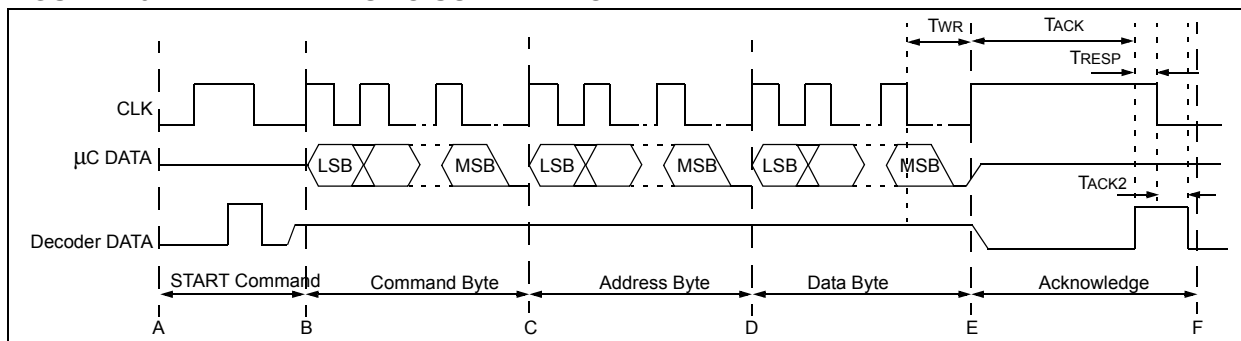 TWR
TACK
TRESP
CLK
µC DATA
LSB
MSB
LSB
MSB
LSB
MSB
TACK2
Decoder DATA
START Command
Command Byte
Address Byte
Data Byte
Acknowledge
A
B
C
D
E
F